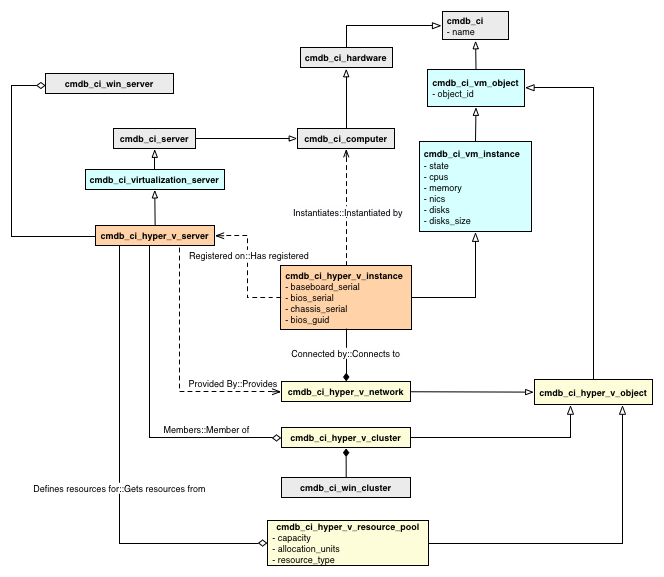 cmdb_ci
- name
cmdb_ci_hardware
cmdb_ci_win_server
cmdb_ci_vm_object
- object_id
cmdb_ci_server
cmdb_ci_computer
cmdb_ci_vm_instance
- state
- cpus
- memory
- nics
- disks
- disks_size
cmdb_ci_virtualization_server
Instantiates::Instantiated by
cmdb_ci_hyper_v_server
Registered on::Has registered
cmdb_ci_hyper_v_instance
- baseboard_serial
- bios_serial
- chassis_serial
- bios_guid
Connected by::Connects to
Provided By::Provides
cmdb_ci_hyper_v_network
cmdb_ci_hyper_v_object
Members::Member of
cmdb_ci_hyper_v_cluster
cmdb_ci_win_cluster
Defines resources for::Gets resources from
cmdb_ci_hyper_v_resource_pool
- capacity
- allocation_units
- resource_type